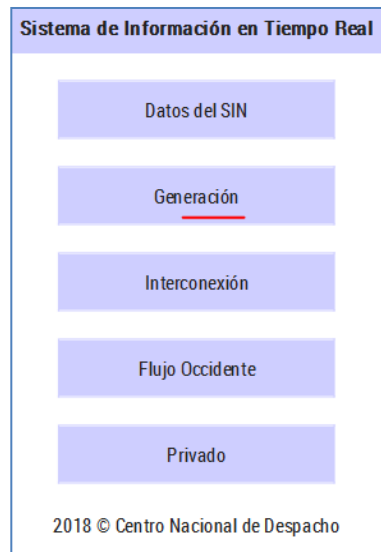 Sistema de Información en Tiempo Real
Datos del SIN
Generación
Interconexión
Flujo Occidente
Privado
2018 © Centro Nacional de Despacho